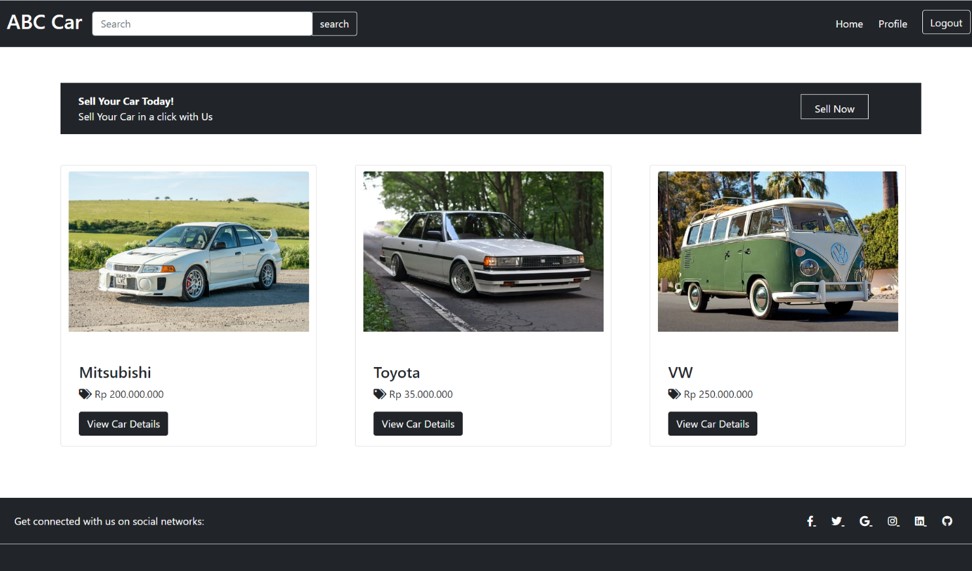 ABC Car
Search
search
Home
Profile
Logout
Sell Your Car Today!
Sell Your Car in a click with Us
Sell Now
Mitsubishi
Rp 200.000.000
View Car Details
Toyota
Rp 35.000.000
View Car Details
VW
Rp 250.000.000
View Car Details
Get connected with us on social networks: